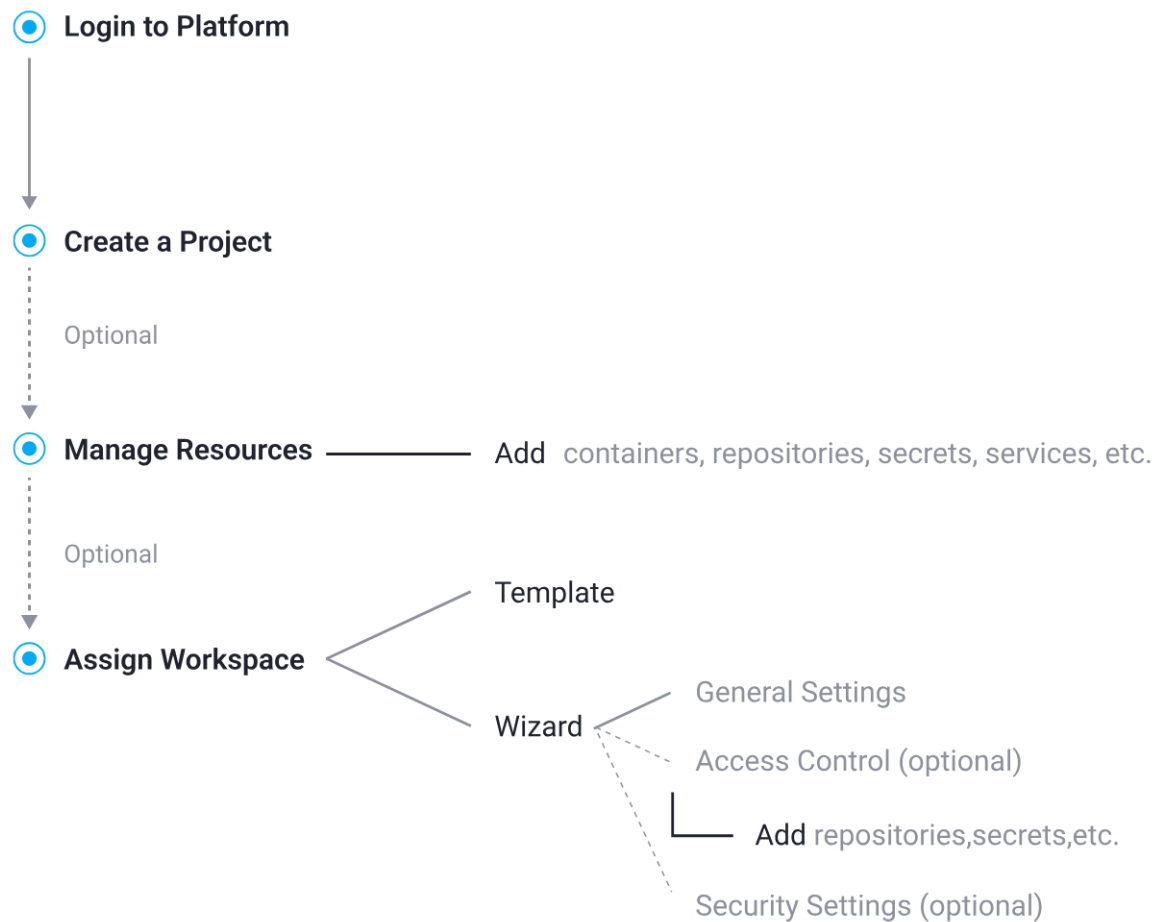 Login to Platform
Create a Project
Optional
Manage Resources
Add containers, repositories, secrets, services, etc.
Optional
Template
Assign Workspace
General Settings
Wizard
Access Control (optional)
Add repositories,secrets,etc.
Security Settings (optional)